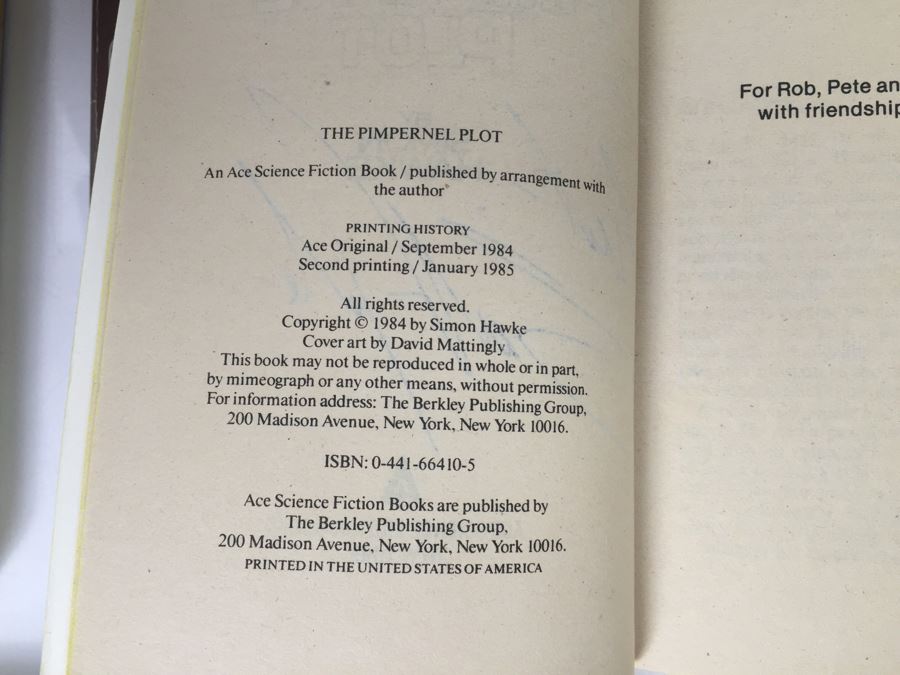 THE PIMPERNEL PLOT
An Ace Science Fiction Book / published by arrangement with
the author
PRINTING HISTORY
Ace Original / September 1984
Second printing / January 1985
All rights reserved.
Copyright © 1984 by Simon Hawke
Cover art by David Mattingly
This book may not be reproduced in whole or in part,
by mimeograph or any other means, without permission.
For information address: The Berkley Publishing Group,
200 Madison Avenue, New York, New York 10016.
ISBN: 0-441-66410-5
Ace Science Fiction Books are published by
The Berkley Publishing Group,
200 Madison Avenue, New York, New York 10016.
PRINTED IN THE UNITED STATES OF AMERICA
For Rob, Pete
with